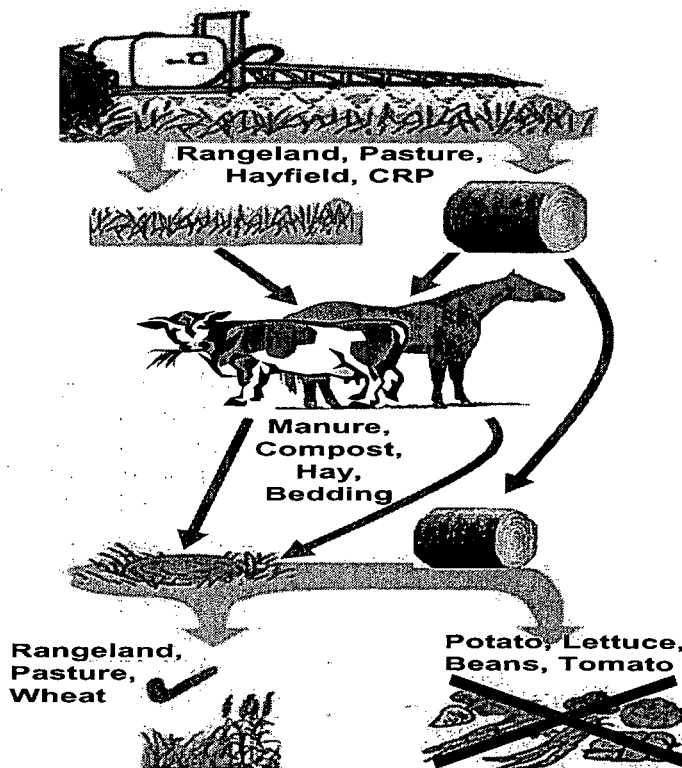 Rangeland, Pasture,
Hayfield, CRP
Manure,
Compost,
Hay,
Bedding
Rangeland,
Pasture,
Wheat
Potato, Lettuce,
Beans, Tomato